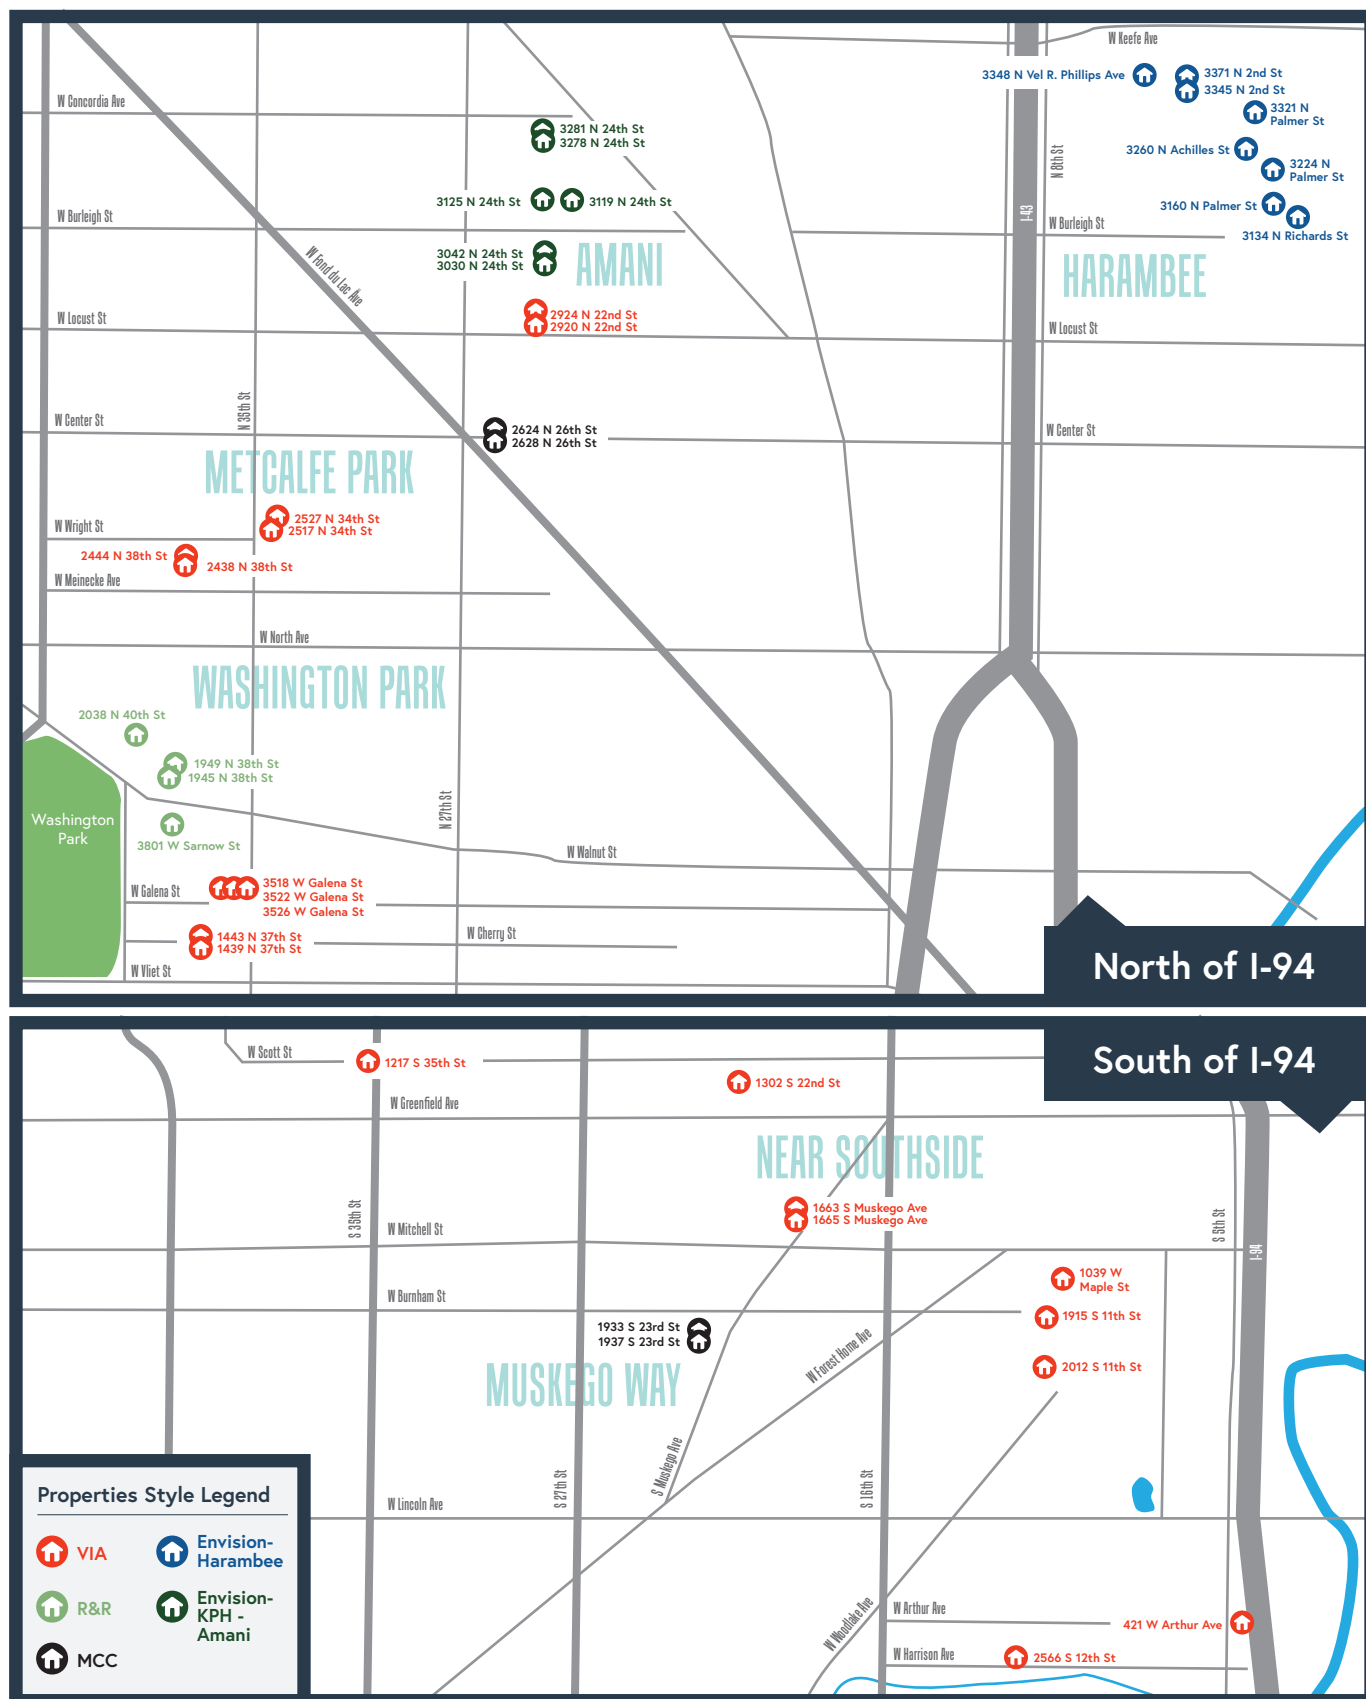 W Keefe Ave
3348 N Vel R. Phillips Ave
3371 N 2nd St
3345 N 2nd St
3321 N
Palmer St
3260 N Achilles St
3224 N
Palmer St
3160 N Palmer St
3134 N Richards St
W Concordia Ave
3281 N 24th St
3278 N 24th St
N 8th St
3125 N 24th St
3119 N 24th St
I-43
W Burleigh St
W Burleigh St
3042 N 24th St
3030 N 24th St
AMANI
HARAMBEE
W Fond du Lac Ave
2924 N 22nd St
2920 N 22nd St
W Locust St
W Locust St
N 35th St
W Center St
2624 N 26th St
2628 N 26th St
W Center St
METCALFE PARK
2527 N 34th St
2517 N 34th St
W Wright St
2444 N 38th St
2438 N 38th St
W Meinecke Ave
W North Ave
WASHINGTON PARK
2038 N 40th St
1949 N 38th St
1945 N 38th St
N 27th St
Washington
Park
3801 W Sarnow St
W Walnut St
W Galena St
3518 W Galena St
3522 W Galena St
3526 W Galena St
1443 N 37th St
1439 N 37th St
W Cherry St
W Vliet St
North of I-94
South of I-94
W Scott St
1217 S 35th St
1302 S 22nd St
W Greenfield Ave
NEAR SOUTHSIDE
S 35th St
1663 S Muskego Ave
1665 S Muskego Ave
S 5th St
W Mitchell St
I-94
1039 W
Maple St
W Burnham St
1915 S 11th St
1933 S 23rd St
1937 S 23rd St
W Forest Home Ave
2012 S 11th St
MUSKEGO WAY
S Muskego Ave
S 27th St
S 16th St
W Lincoln Ave
W Woodlake Ave
W Arthur Ave
421 W Arthur Ave
W Harrison Ave
2566 S 12th St
Properties Style Legend
VIA
Envision-
Harambee
R&R
Envision-
KPH -
Amani
MCC